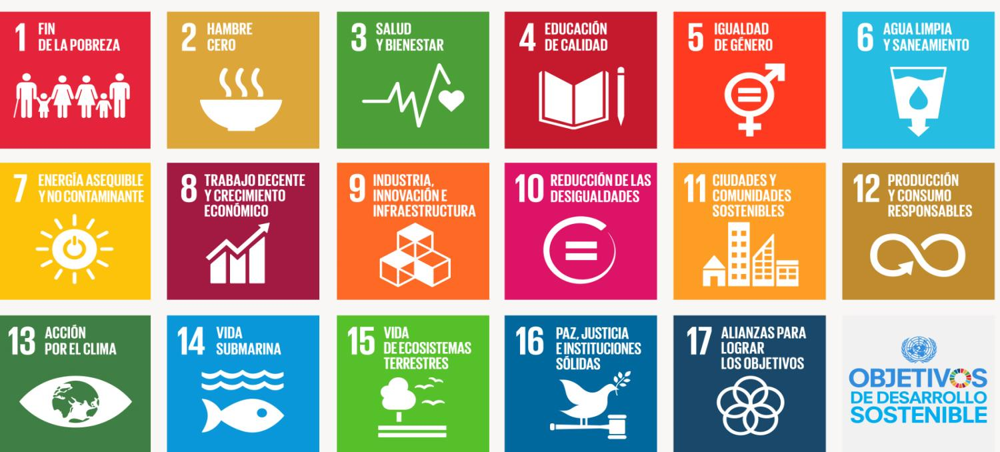 1 FIN
DE LA POBREZA
2 HAMBRE
CERO
3 SALUD
Y BIENESTAR
4 EDUCACIÓN
DE CALIDAD
5 IGUALDAD
DE GÉNERO
6 AGUA LIMPIA
Y SANEAMIENTO
7 ENERGÍA ASEQUIBLE
Y NO CONTAMINANTE
8 TRABAJO DECENTE
Y CRECIMIENTO
ECONÓMICO
9 INDUSTRIA,
INNOVACIÓN E
INFRAESTRUCTURA
10 REDUCCIÓN DE LAS
DESIGUALDADES
11 CIUDADES Y
COMUNIDADES
SOSTENIBLES
12 PRODUCCIÓN
Y CONSUMO
RESPONSABLES
13 ACCIÓN
POR EL CLIMA
14 VIDA
SUBMARINA
15 VIDA
DE ECOSISTEMAS
TERRESTRES
16 PAZ, JUSTICIA
E INSTITUCIONES
SÓLIDAS
17 ALIANZAS PARA
LOGRAR
LOS OBJETIVOS
OBJETIVOS
DE DESARROLLO
SOSTENIBLE